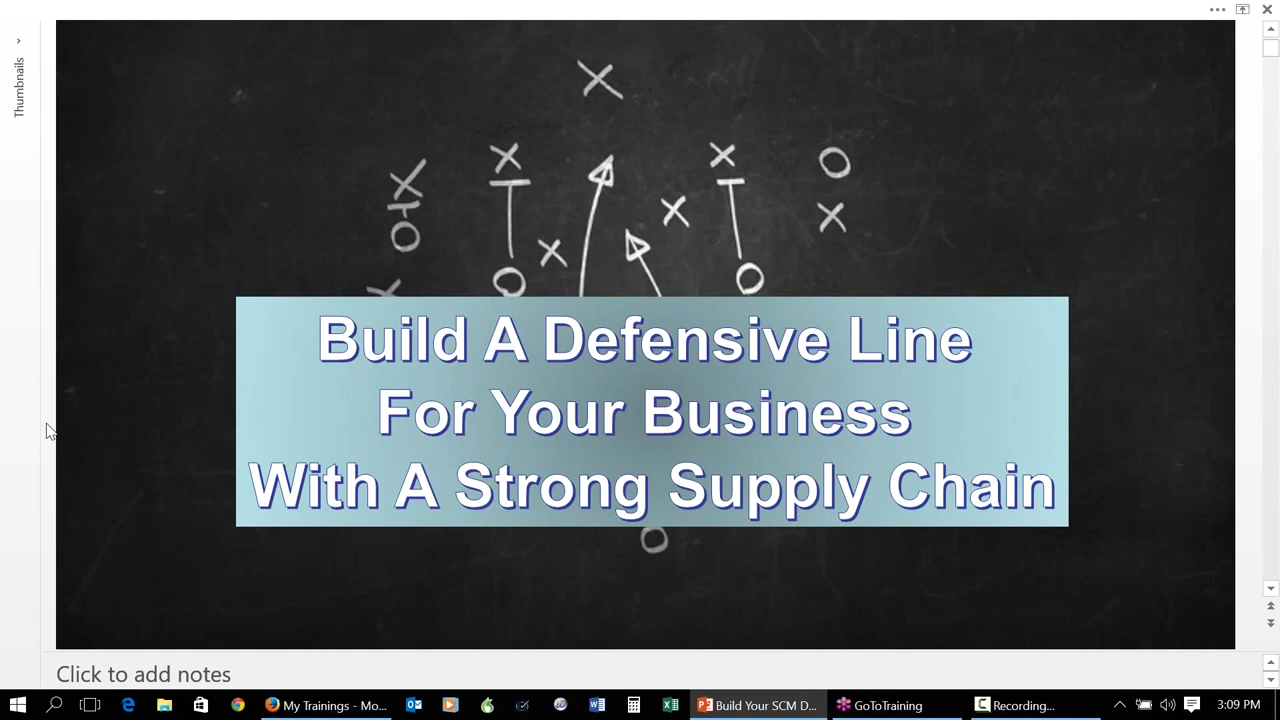 Thumbnails
X
X
X
O
X
X
X
X
O
X
O
O
Build A Defensive Line
For Your Business
With A Strong Supply Chain
O
Click to add notes
My Trainings - Mo...
Build Your SCM D...
GoToTraining
Recording...
3:09 PM